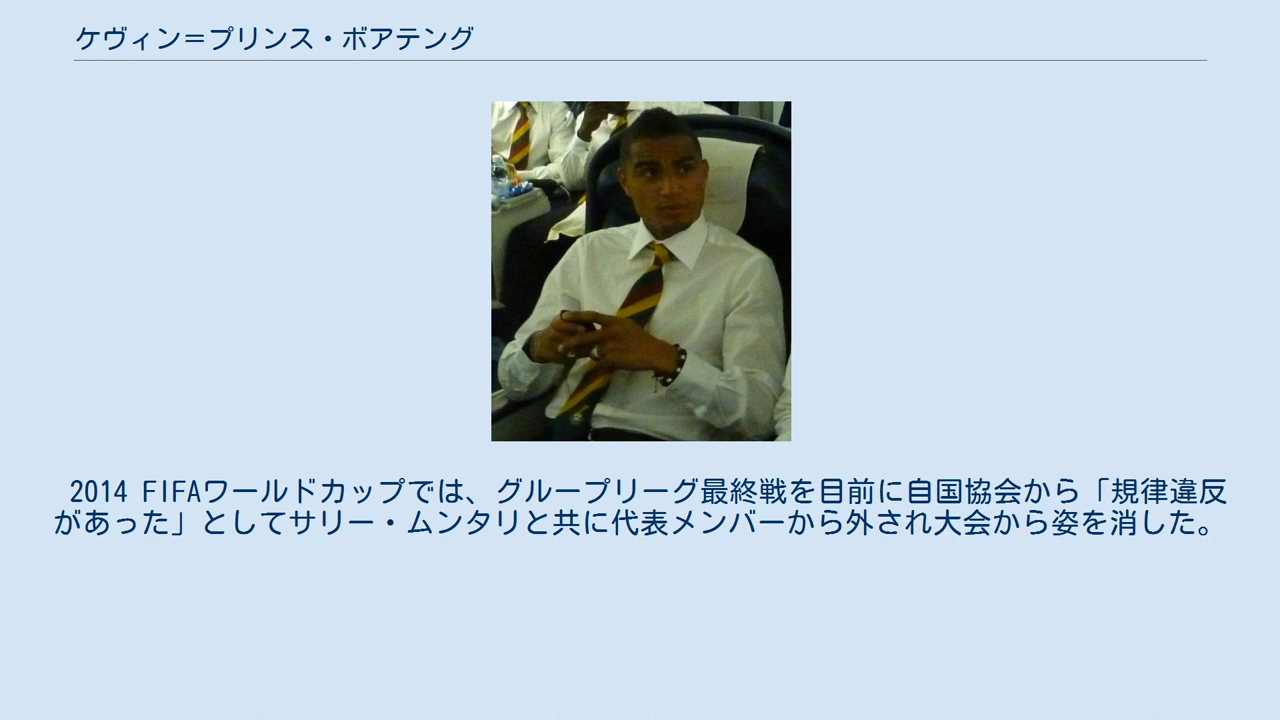 ケヴィン＝プリンス・ボアテング
2014 FIFAワールドカップでは、グループリーグ最終戦を目前に自国協会から「規律違反
があった」としてサリー・ムンタリと共に代表メンバーから外され大会から姿を消した。